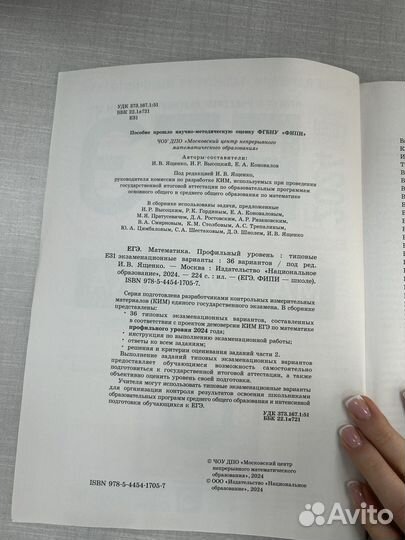 УДК 373.167.1:51
ББК 22.1я721
Е31
Пособие прошло научно-методическую оценку ФГБНУ «ФИПИ»
ЧОУ ДПО «Московский центр непрерывного
математического образования»
Авторы-составители:
И. В. Ященко, И. Р. Высоцкий, Е. А. Коновалов
Под редакцией И. В. Ященко,
руководителя комиссии по разработке КИМ, используемых при проведении
государственной итоговой аттестации по образовательным программам
основного общего и среднего общего образования по математике
В сборнике использованы задачи, предложенные
И. Р. Высоцким, Р. К. Гординым, Е. А. Коноваловым,
М. Я. Пратусевичем, Д. А. Ростовским, А. Р. Рязановским,
В. А. Смирновым, К. М. Столбовым, А. С. Трепалиным,
Ю. А. Цимбаловым, С. А. Шестаковым, Д. Э. Шнолем, И. В. Ященко
ЕГЭ. Математика. Профильный уровень : типовые
Е31 экзаменационные варианты : 36 вариантов / под ред.
И. В. Ященко. — Москва : Издательство «Национальное
образование», 2024. — 224 с. : ил. — (ЕГЭ. ФИПИ — школе).
ISBN 978-5-4454-1705-7.
Серия подготовлена разработчиками контрольных измерительных
материалов (КИМ) единого государственного экзамена. В сборнике
представлены:
• 36 типовых экзаменационных вариантов, составленных
в соответствии с проектом демоверсии КИМ ЕГЭ по математике
профильного уровня 2024 года;
• инструкция по выполнению экзаменационной работы;
• ответы ко всем заданиям;
• решения и критерии оценивания заданий части 2.
Выполнение заданий типовых экзаменационных вариантов
предоставляет обучающимся возможность самостоятельно
подготовиться к государственной итоговой аттестации, а также
объективно оценить уровень своей подготовки.
Учителя могут использовать типовые экзаменационные варианты
для организации контроля результатов освоения школьниками
образовательных программ среднего общего образования и интенсивной
подготовки обучающихся к ЕГЭ.
УДК 373.167.1:51
ББК 22.1я721
© ЧОУ ДПО «Московский центр
непрерывного математического
образования», 2024
© ООО «Издательство «Национальное
образование», 2024
ISBN 978-5-4454-1705-7
Avito